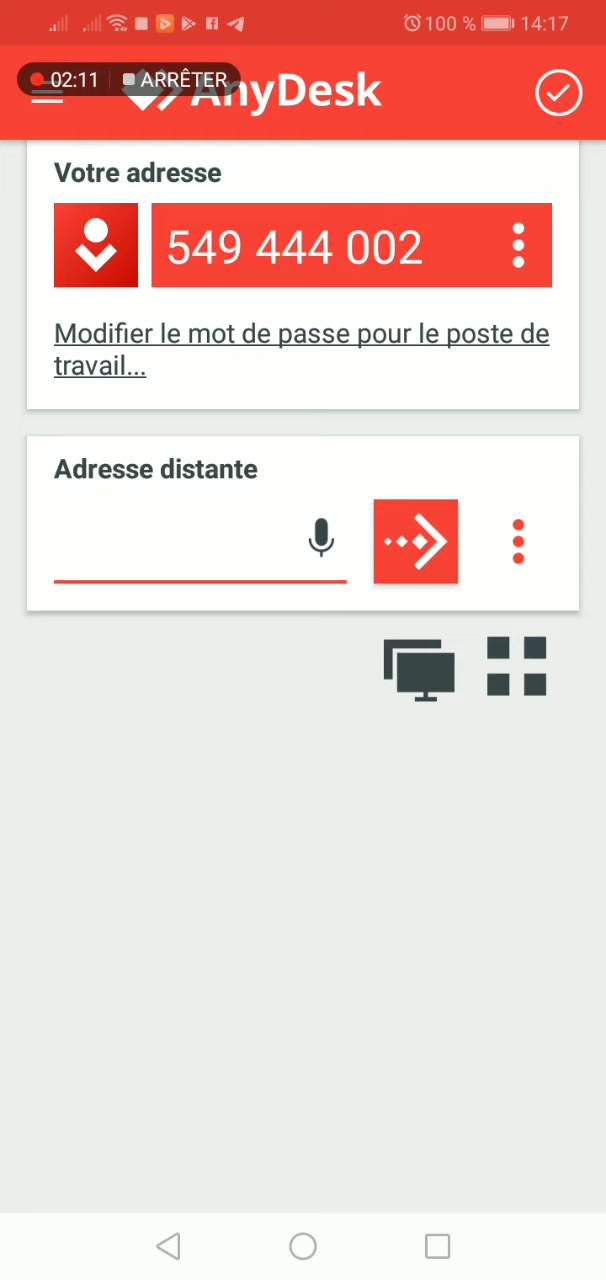 100 % 14:17
02:11 ARRÊTER
AnyDesk
Votre adresse
549 444 002
Modifier le mot de passe pour le poste de
travail...
Adresse distante